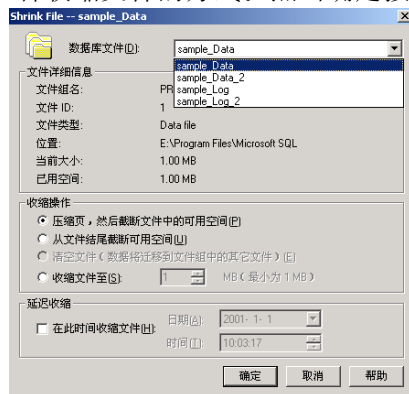 Shrink File -- sample_Data
数据库文件(D): sample_Data
sample_Data
sample_Data_2
sample_Log
sample_Log_2
文件详细信息
文件组名: PR
文件 ID: 1
文件类型: Data file
位置: E:\Program Files\Microsoft SQL
当前大小: 1.00 MB
已用空间: 1.00 MB
收缩操作
压缩页，然后截断文件中的可用空间(P)
从文件结尾截断可用空间(U)
清空文件(数据将迁移到文件组中的其它文件)(E)
收缩文件至(S): 1 MB(最小为 1 MB)
延迟收缩
在此时间收缩文件(H):
日期(A): 2001- 1- 1
时间(T): 10:03:17
确定 取消 帮助